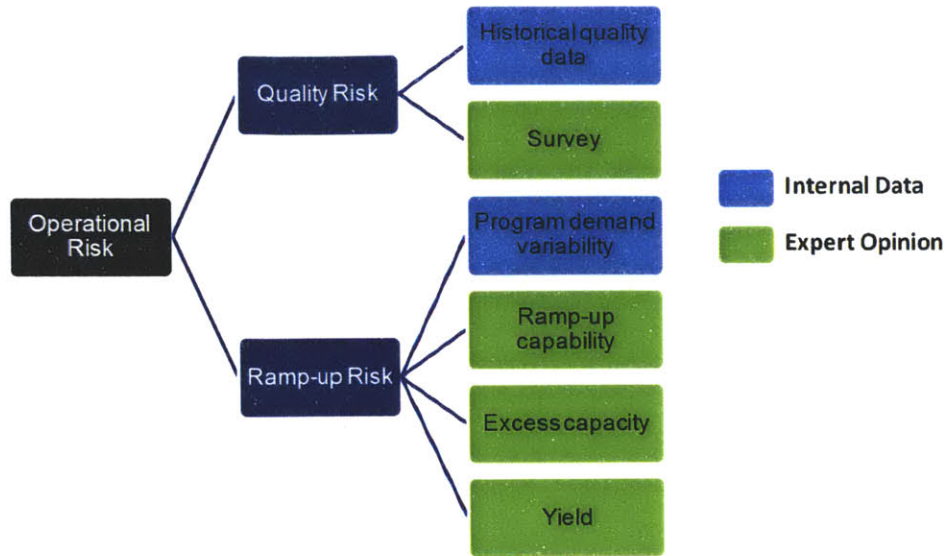 Historical quality
data
Quality Risk
Survey
Internal Data
Operational
Risk
Program demand
variability
Expert Opinion
Ramp-up
capability
Ramp-up Risk
Excess capacity
Yield